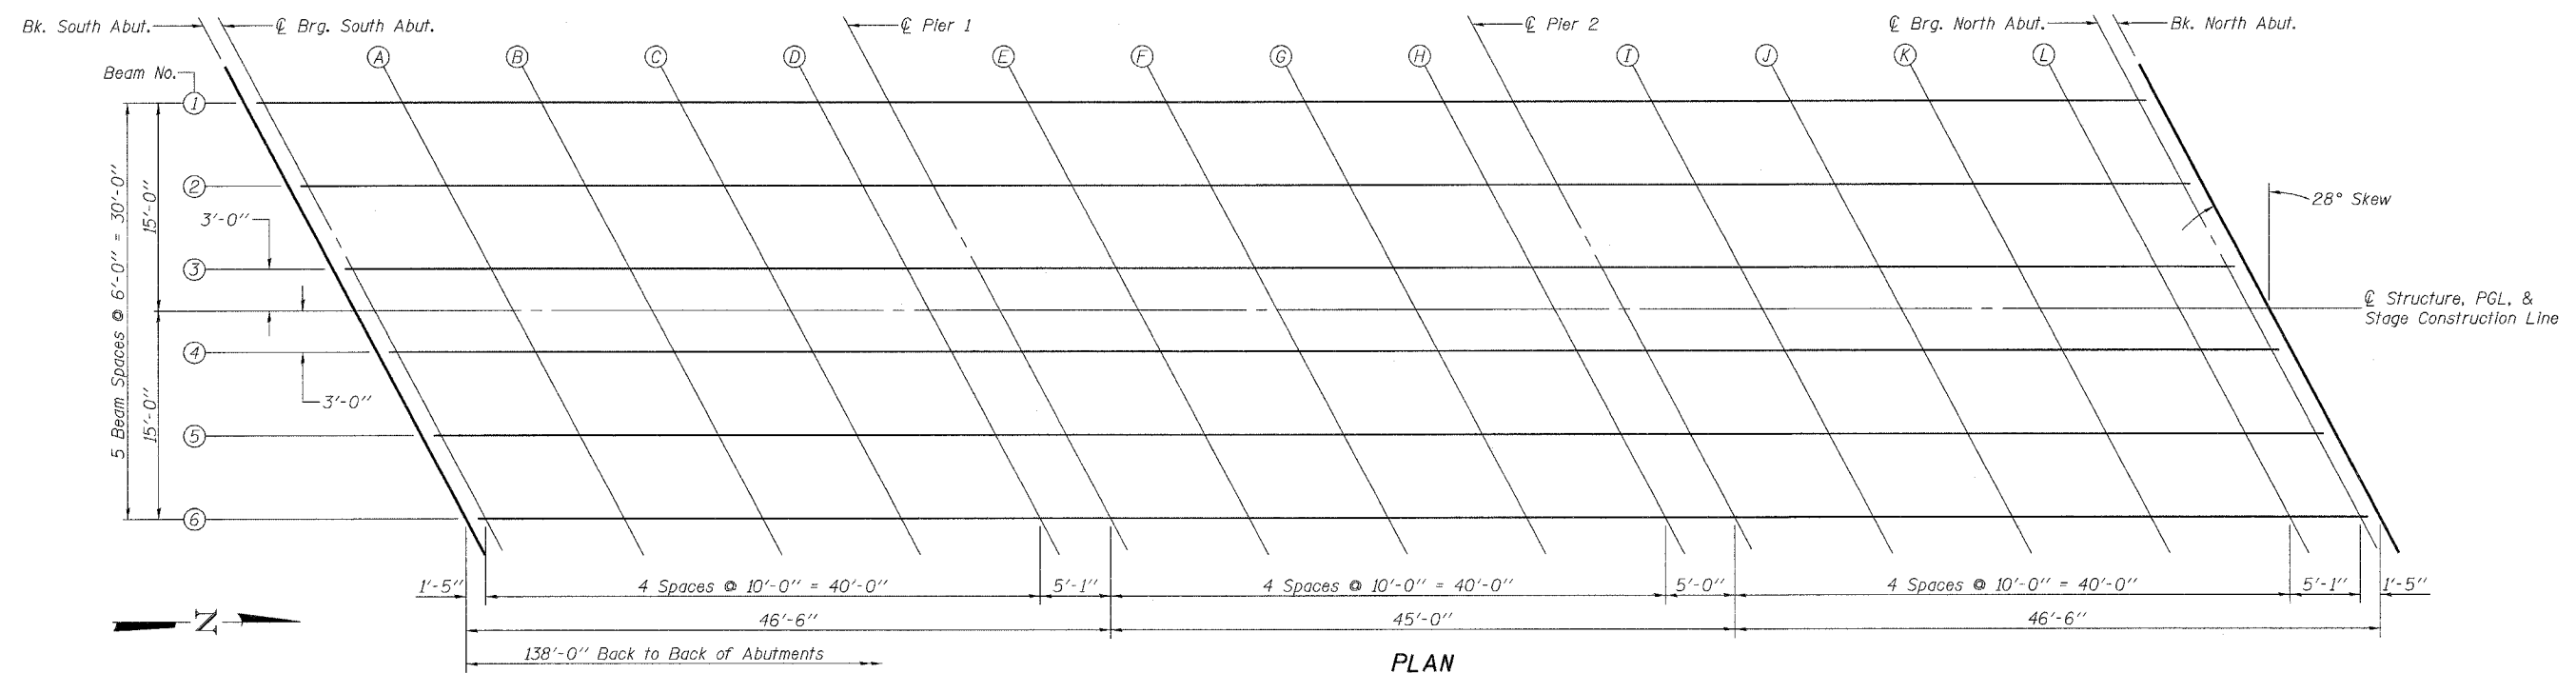 Bk. South Abut.
℄ Brg. South Abut.
℄ Pier 1
℄ Pier 2
℄ Brg. North Abut.
Bk. North Abut.
A
B
C
D
E
F
G
H
I
J
K
L
Beam No.
1
2
3
4
5
6
5 Beam Spaces @ 6'-0" = 30'-0"
15'-0"
15'-0"
3'-0"
3'-0"
28° Skew
℄ Structure, PGL, &
Stage Construction Line
1'-5"
4 Spaces @ 10'-0" = 40'-0"
5'-1"
4 Spaces @ 10'-0" = 40'-0"
5'-0"
4 Spaces @ 10'-0" = 40'-0"
5'-1"
1'-5"
N
46'-6"
45'-0"
46'-6"
138'-0" Back to Back of Abutments
PLAN